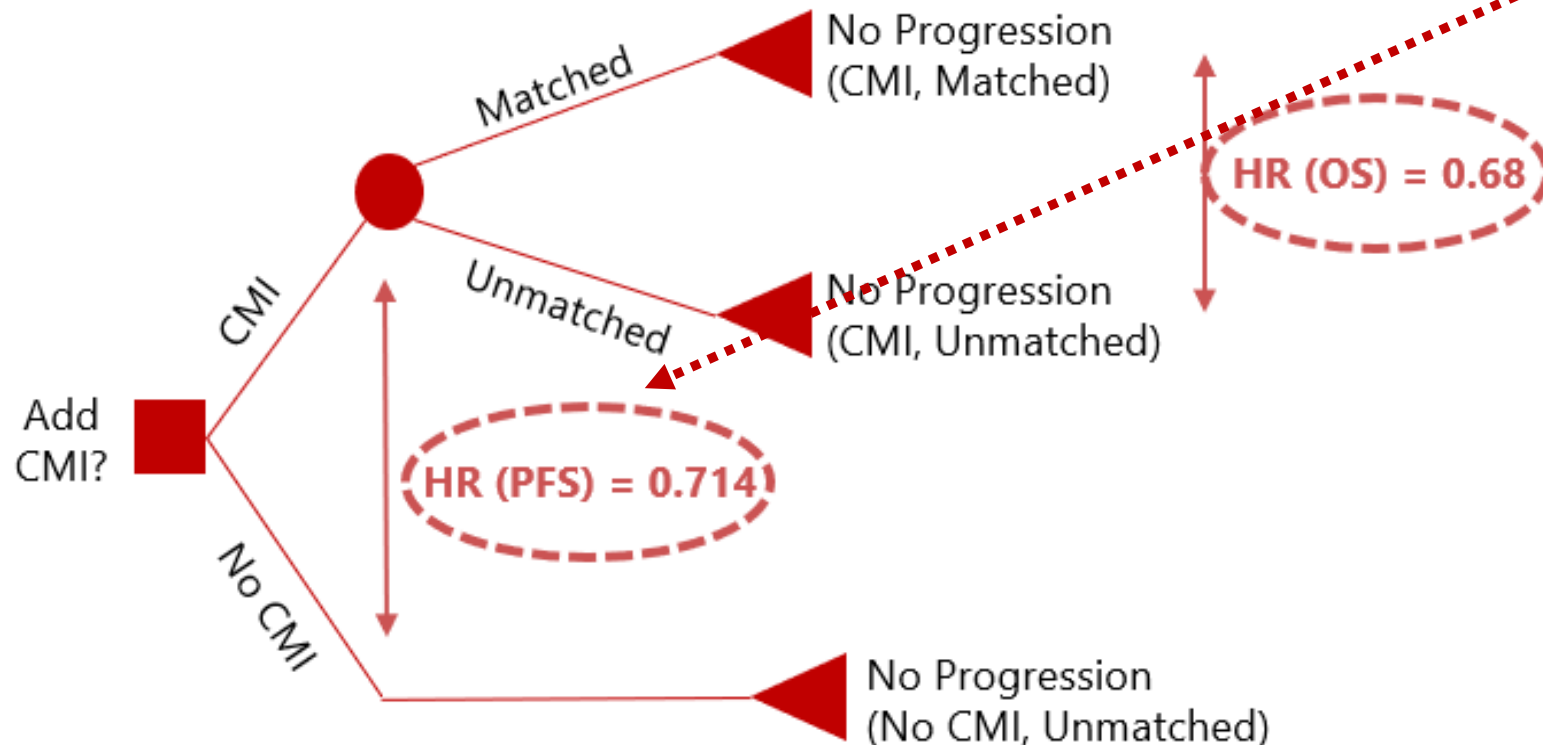 No Progression
(CMI, Matched)
Matched
HR (OS) = 0.68
CMI
Unmatched
No Progression
(CMI, Unmatched)
Add
CMI?
HR (PFS) = 0.714
No CMI
No Progression
(No CMI, Unmatched)